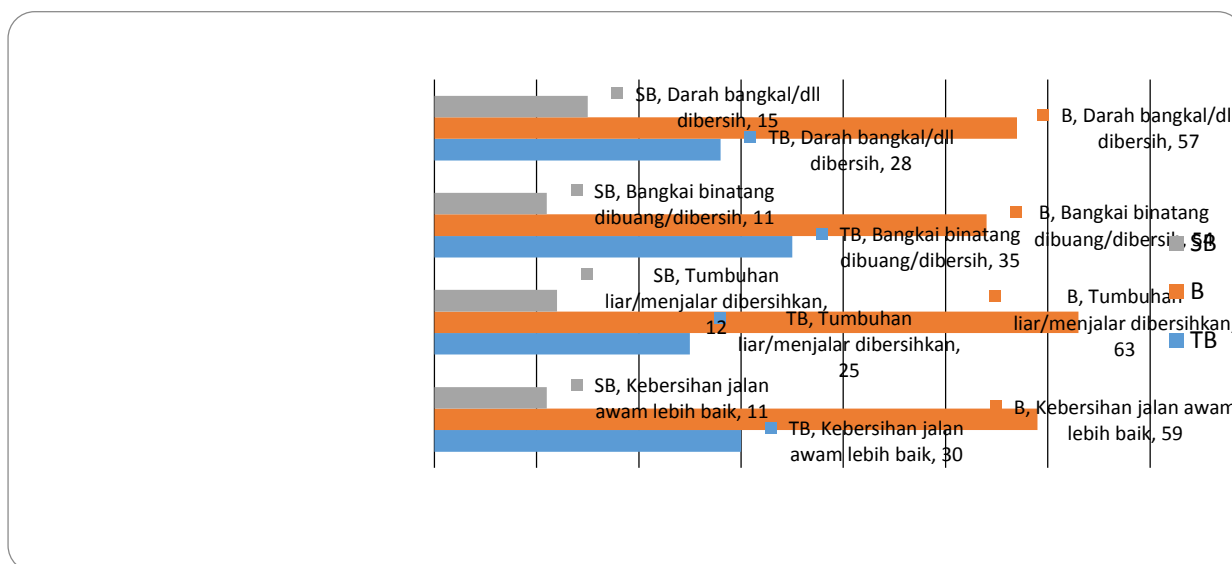 SB, Darah bangkal/dll
dibersih, 15
B, Darah bangkal/dll
dibersih, 57
TB, Darah bangkal/dll
dibersih, 28
SB, Bangkai binatang
dibuang/dibersih, 11
B, Bangkai binatang
dibuang/dibersih, 54
TB, Bangkai binatang
dibuang/dibersih, 35
SB, Tumbuhan
liar/menjalar dibersihkan,
12
B, Tumbuhan
liar/menjalar dibersihkan,
63
TB, Tumbuhan
liar/menjalar dibersihkan,
25
SB, Kebersihan jalan
awam lebih baik, 11
B, Kebersihan jalan awam
lebih baik, 59
TB, Kebersihan jalan
awam lebih baik, 30
SB
B
TB